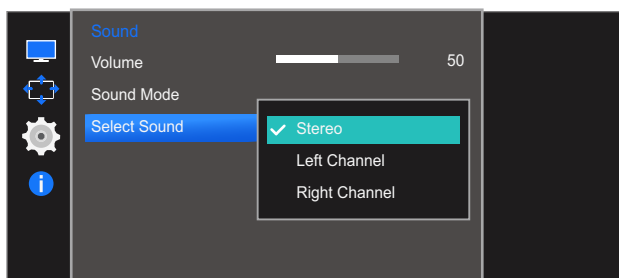 Sound
Volume 50
Sound Mode
Select Sound
Stereo
Left Channel
Right Channel